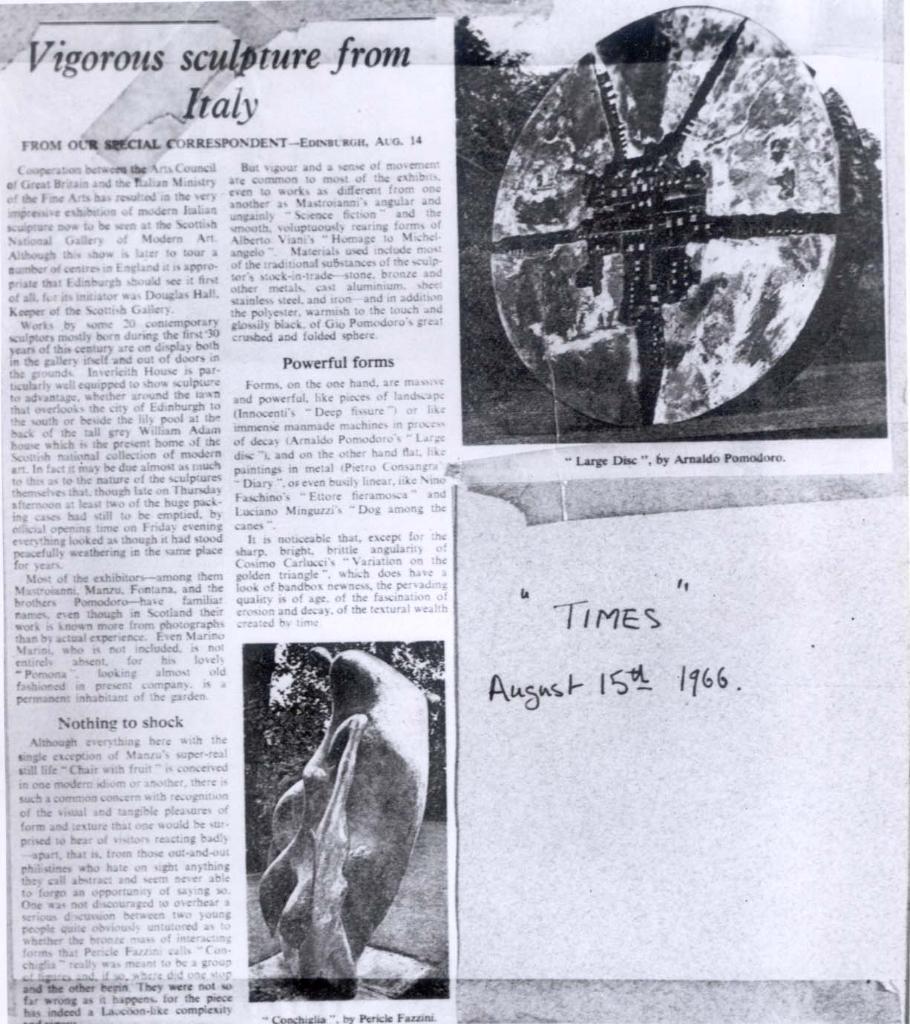 Vigorous sculpture from
Italy
FROM OUR SPECIAL CORRESPONDENT—EDINBURGH, AUG. 14
Cooperation between the Arts Council
of Great Britain and the Italian Ministry
of the Fine Arts has resulted in the very
impressive exhibition of modern Italian
sculpture now to be seen at the Scottish
National Gallery of Modern Art.
Although this show is later to tour a
number of centres in England it is appro-
priate that Edinburgh should see it first
of all, for its initiator was Douglas Hall,
Keeper of the Scottish Gallery.
Works by some 20 contemporary
sculptors mostly born during the first 30
years of this century are on display both
in the gallery itself and out of doors in
the grounds. Inverleith House is par-
ticularly well equipped to show sculpture
to advantage, whether around the lawn
that overlooks the city of Edinburgh to
the south or beside the lily pool at the
back of the tall grey William Adam
house which is the present home of the
Scottish national collection of modern
art. In fact it may be due almost as much
to this as to the nature of the sculptures
themselves that, though late on Thursday
afternoon at least two of the huge pack-
ing cases had still to be emptied, by
official opening time on Friday evening
everything looked as though it had stood
peacefully weathering in the same place
for years.
Most of the exhibitors—among them
Mastroianni, Manzu, Fontana, and the
brothers Pomodoro—have familiar
names, even though in Scotland their
work is known more from photographs
than by actual experience. Even Marino
Marini, who is not included, is not
entirely absent, for his lovely
"Pomona", looking almost old
fashioned in present company, is a
permanent inhabitant of the garden.
Nothing to shock
Although everything here with the
single exception of Manzu's super-real
still life "Chair with fruit" is conceived
in one modern idiom or another, there is
such a common concern with recognition
of the visual and tangible pleasures of
form and texture that one would be sur-
prised to hear of visitors reacting badly
—apart, that is, from those out-and-out
philistines who hate on sight anything
they call abstract and seem never able
to forgo an opportunity of saying so.
One was not discouraged to overhear a
serious discussion between two young
people quite obviously untutored as to
whether the bronze mass of interacting
forms that Pericle Fazzini calls "Con-
chiglia" really was meant to be a group
of figures and, if so, where did one stop
and the other begin. They were not so
far wrong as it happens, for the piece
has indeed a Laocoon-like complexity
But vigour and a sense of movement
are common to most of the exhibits,
even to works as different from one
another as Mastroianni's angular and
ungainly "Science fiction" and the
smooth, voluptuously rearing forms of
Alberto Viani's "Homage to Michel-
angelo". Materials used include most
of the traditional substances of the sculp-
tor's stock-in-trade—stone, bronze and
other metals, cast aluminium, sheet
stainless steel, and iron—and in addition
the polyester, warmish to the touch and
glossily black, of Gio Pomodoro's great
crushed and folded sphere.
Powerful forms
Forms, on the one hand, are massive
and powerful, like pieces of landscape
(Innocenti's "Deep fissure") or like
immense manmade machines in process
of decay (Arnaldo Pomodoro's "Large
disc"), and on the other hand flat, like
paintings in metal (Pietro Consangra
"Diary", or even busily linear, like Nino
Faschino's "Ettore fieramosca" and
Luciano Minguzzi's "Dog among the
canes".
It is noticeable that, except for the
sharp, bright, brittle angularity of
Cosimo Carlucci's "Variation on the
golden triangle", which does have a
look of bandbox newness, the pervading
quality is of age, of the fascination of
erosion and decay, of the textural wealth
created by time.
"Conchiglia", by Pericle Fazzini.
"Large Disc", by Arnaldo Pomodoro.
"TIMES"
August 15th 1966.